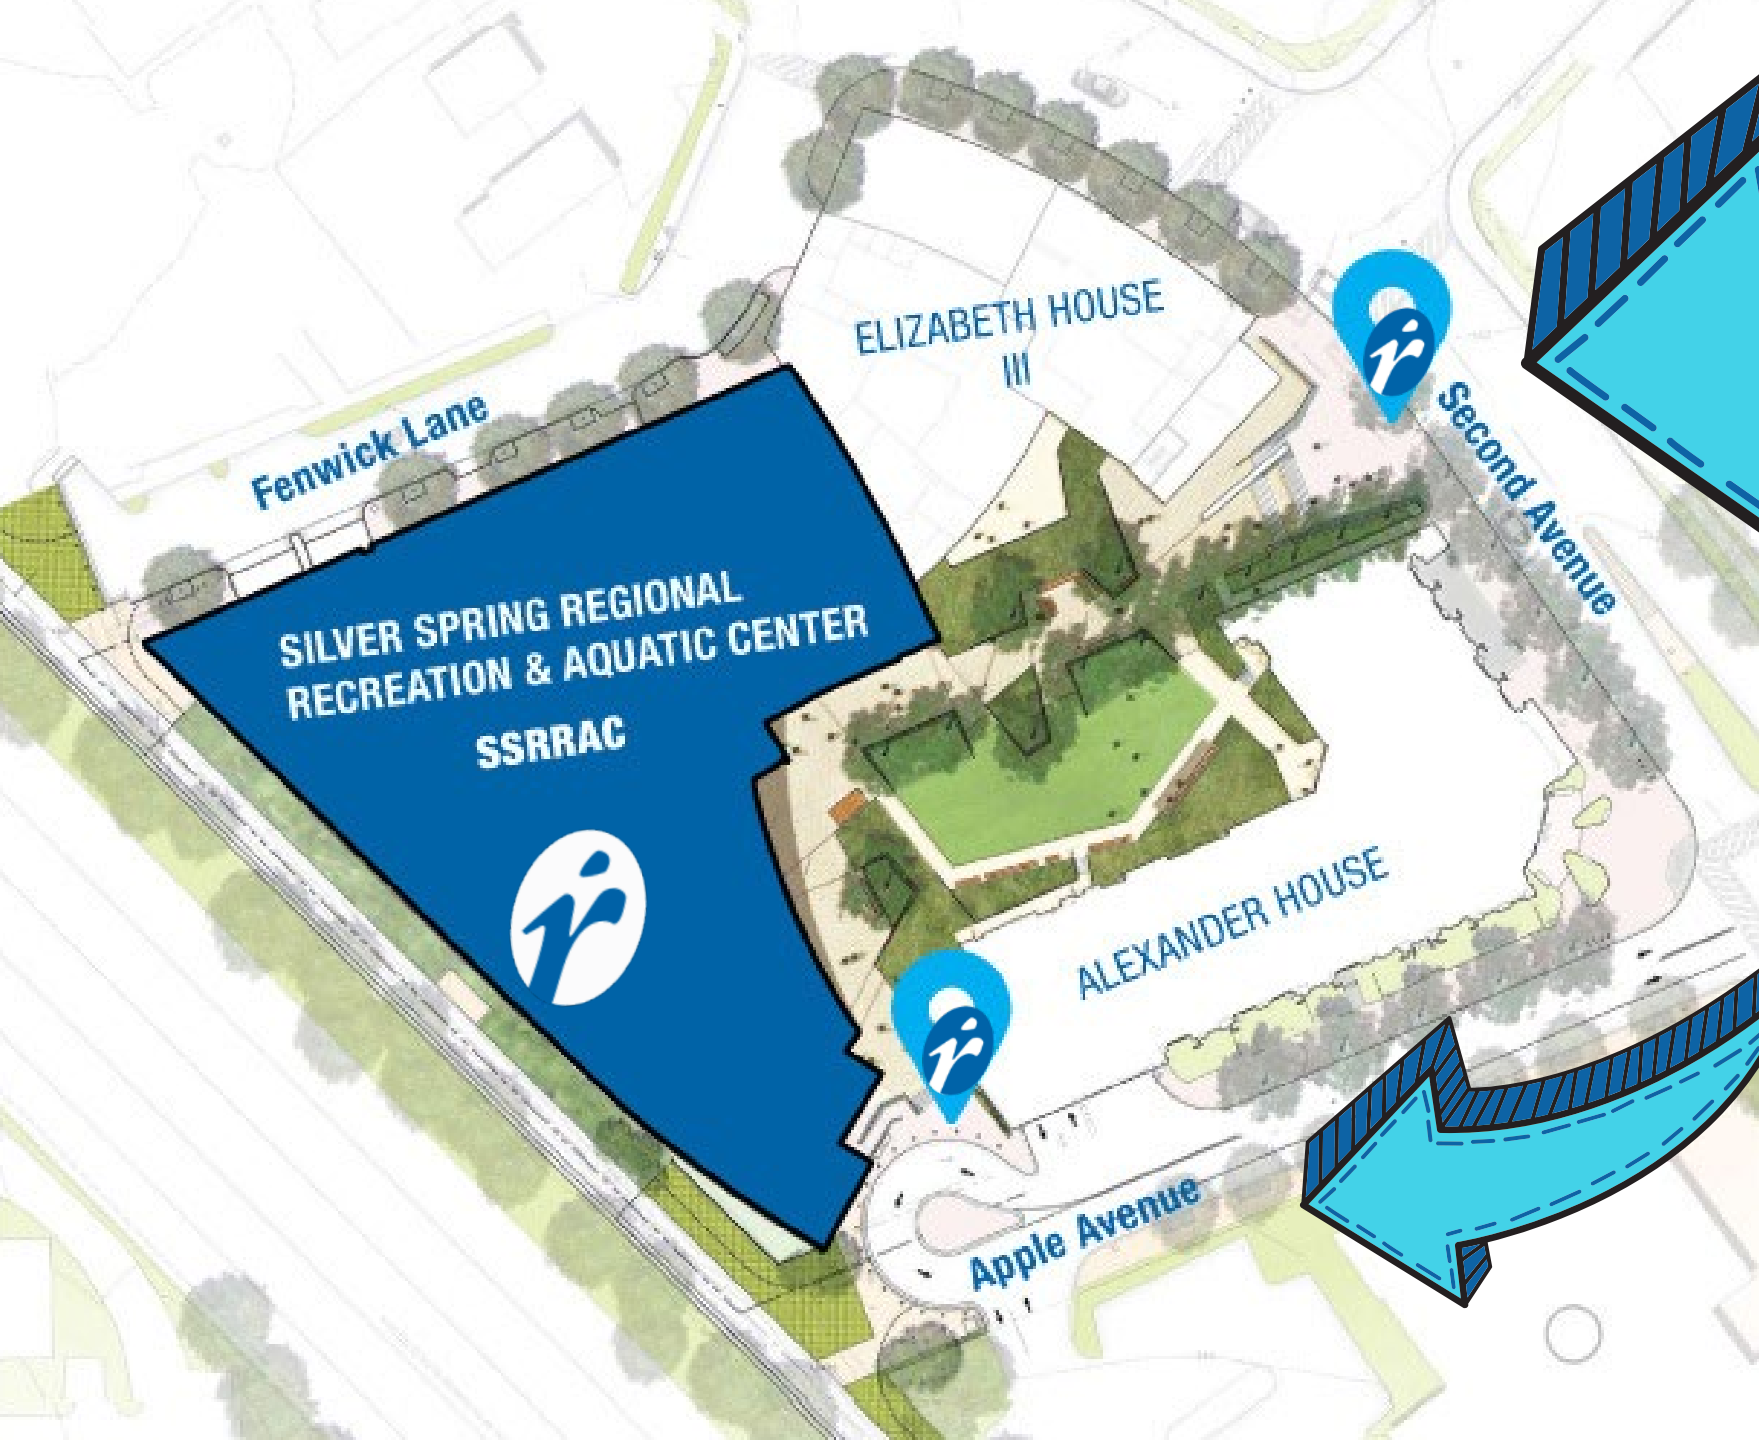 ELIZABETH HOUSE
III
Fenwick Lane
Second Avenue
SILVER SPRING REGIONAL
RECREATION & AQUATIC CENTER
SSRRAC
ALEXANDER HOUSE
Apple Avenue